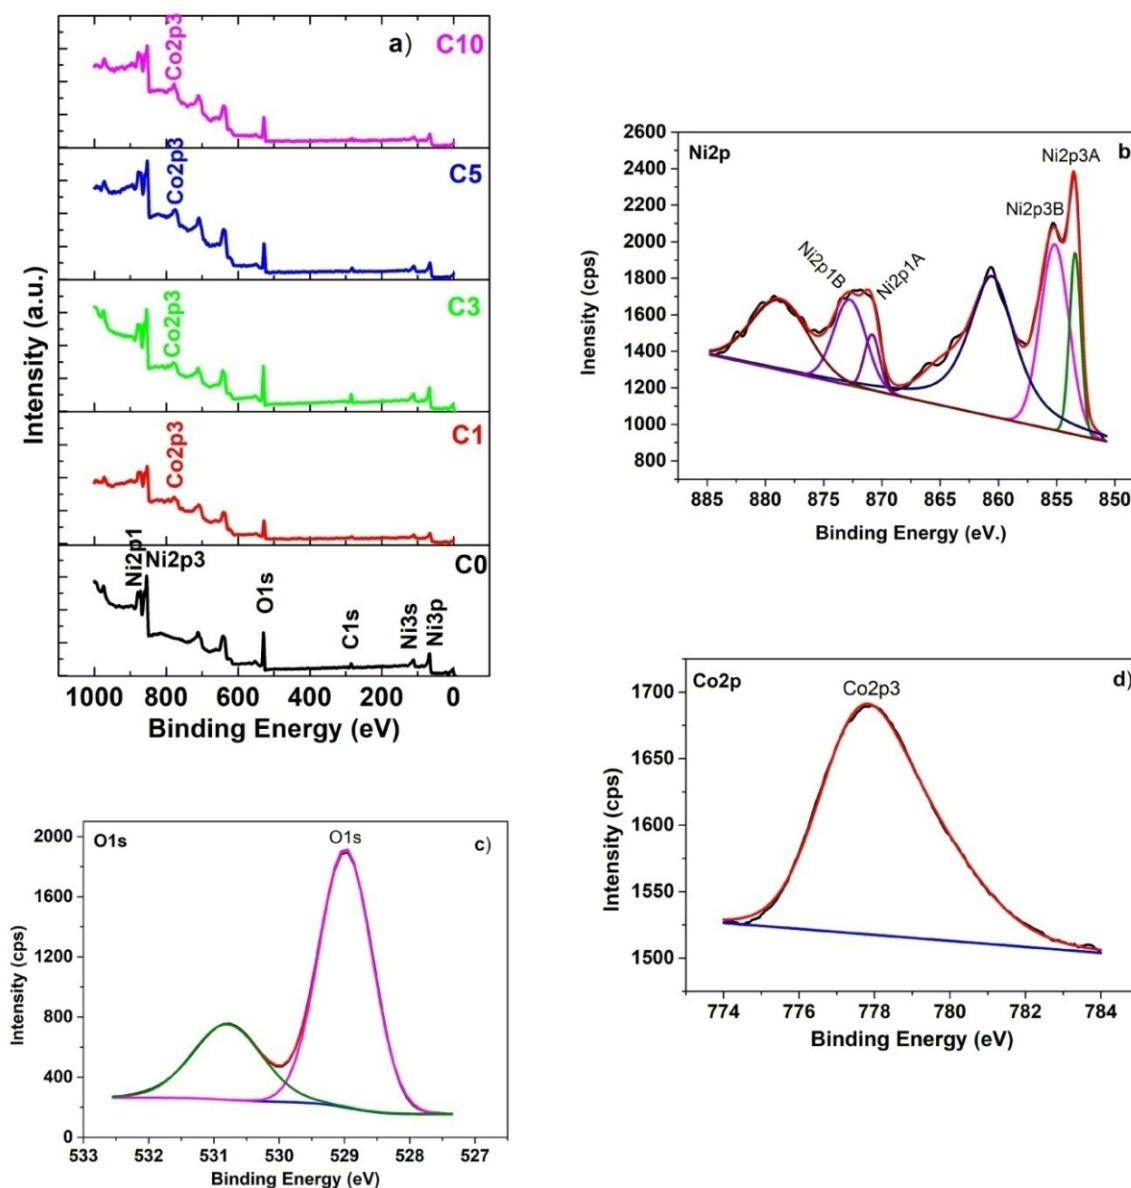 a)
C10
Co2p3
C5
Co2p3
C3
Co2p3
C1
Co2p3
C0
Ni2p1
Ni2p3
O1s
C1s
Ni3s
Ni3p
Intensity (a.u.)
1000 800 600 400 200 0
Binding Energy (eV)
Ni2p
b
Ni2p3A
Ni2p3B
Ni2p1B
Ni2p1A
2600
2400
2200
2000
1800
1600
1400
1200
1000
800
Inensity (cps)
885 880 875 870 865 860 855 850
Binding Energy (eV.)
O1s
O1s
c)
2000
1600
1200
800
400
0
Intensity (cps)
533 532 531 530 529 528 527
Binding Energy (eV)
Co2p
Co2p3
d)
1700
1650
1600
1550
1500
Intensity (cps)
774 776 778 780 782 784
Binding Energy (eV)